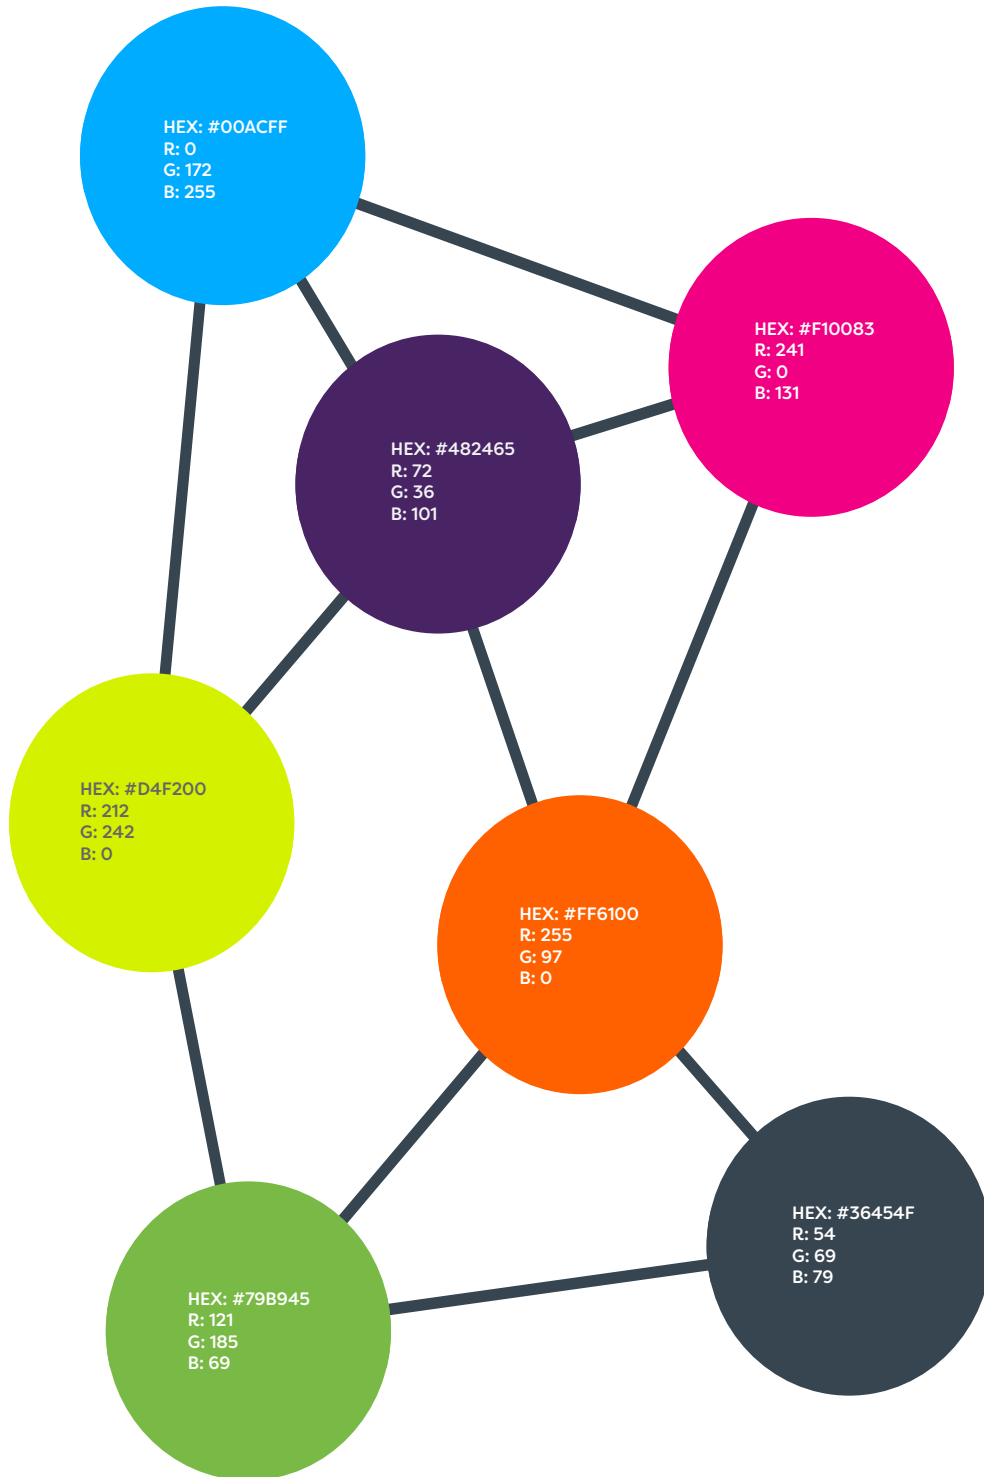 HEX: #00ACFF
R: 0
G: 172
B: 255
HEX: #F10083
R: 241
G: 0
B: 131
HEX: #482465
R: 72
G: 36
B: 101
HEX: #D4F200
R: 212
G: 242
B: 0
HEX: #FF6100
R: 255
G: 97
B: 0
HEX: #36454F
R: 54
G: 69
B: 79
HEX: #79B945
R: 121
G: 185
B: 69